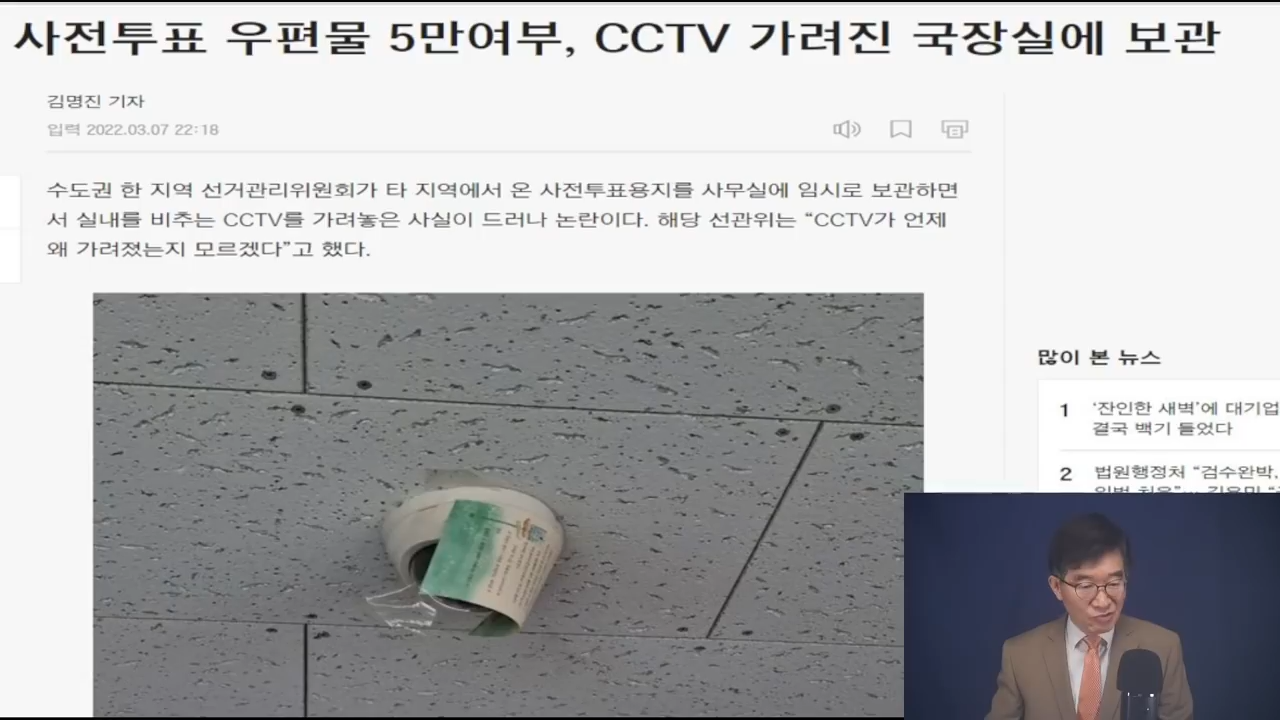 사전투표 우편물 5만여부, CCTV 가려진 국장실에 보관
김명진 기자
입력 2022.03.07 22:18
수도권 한 지역 선거관리위원회가 타 지역에서 온 사전투표용지를 사무실에 임시로 보관하면
서 실내를 비추는 CCTV를 가려놓은 사실이 드러나 논란이다. 해당 선관위는 “CCTV가 언제
왜 가려졌는지 모르겠다”고 했다.
많이 본 뉴스
1 ‘잔인한 새벽’에 대기업
결국 백기 들었다
2 법원행정처 “검수완박,